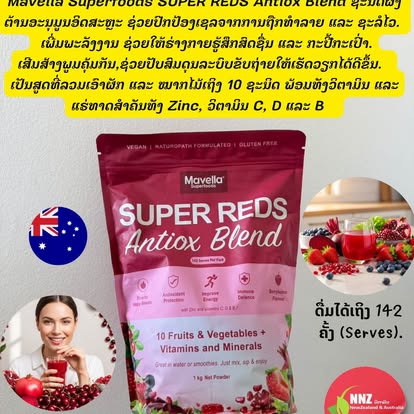 Mavella Superfoods SUPER REDS Antiox Blend ຊະນິດຜົງ
ຕ້ານອະນຸມູນອິດສະຫຼະ ຊ່ວຍປົກປ້ອງເຊລຈາກການຖືກທຳລາຍ ແລະ ຊະລໍໄວ.
ເພີ່ມພະລັງງານ ຊ່ວຍໃຫ້ຮ່າງກາຍຮູ້ສຶກສົດຊື່ນ ແລະ ກະປີ້ກະເປົ່າ.
ເສີມສ້າງພູມຄຸ້ມກັນ,ຊ່ວຍປັບສົມດຸນລະບົບຂັບຖ່າຍໃຫ້ເຮັດວຽກໄດ້ດີຂຶ້ນ.
ເປັນສູດທີ່ລວມເອົາຜັກ ແລະ ໝາກໄມ້ເຖິງ 10 ຊະນິດ ພ້ອມທັງວິຕາມິນ ແລະ
ແຮ່ທາດສຳຄັນທັງ Zinc, ວິຕາມິນ C, D ແລະ B
VEGAN | NATUROPATH FORMULATED | GLUTEN FREE
Mavella
Superfoods
SUPER REDS
Antiox Blend
142 Serves Per Pack
Antioxidant
Protection
Improve
Energy
Immune
Defence
10 Fruits & Vegetables +
Vitamins and Minerals
Great in water or smoothies. Just mix, sip & enjoy
1 kg Net Powder
ດື່ມໄດ້ເຖິງ 142
ຄັ້ງ (Serves).
NNZ
NewZealand & Australia